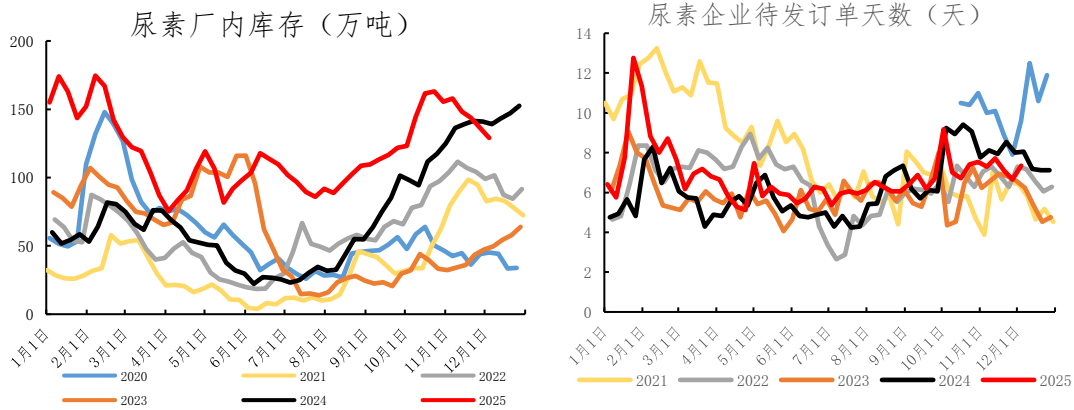 尿素厂内库存（万吨）
200
150
100
50
0
1月1日
2月1日
3月1日
4月1日
5月1日
6月1日
7月1日
8月1日
9月1日
10月1日
11月1日
12月1日
2020
2021
2022
2023
2024
2025
尿素企业待发订单天数（天）
14
12
10
8
6
4
2
0
1月1日
2月1日
3月1日
4月1日
5月1日
6月1日
7月1日
8月1日
9月1日
10月1日
11月1日
12月1日
2021
2022
2023
2024
2025